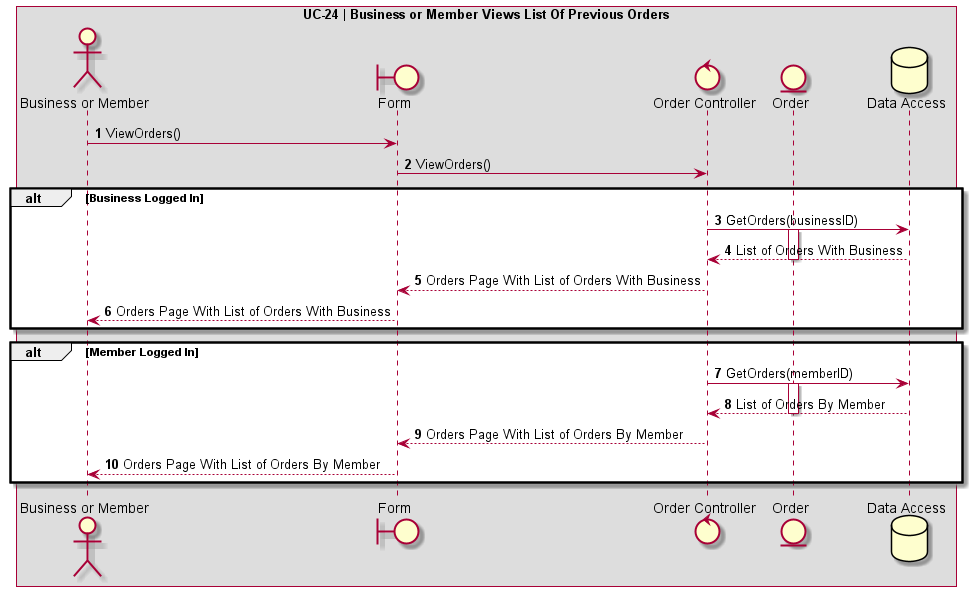 UC-24 | Business or Member Views List Of Previous Orders
Business or Member
Form
Order Controller
Order
Data Access
1 ViewOrders()
2 ViewOrders()
alt
[Business Logged In]
3 GetOrders(businessID)
4 List of Orders With Business
5 Orders Page With List of Orders With Business
6 Orders Page With List of Orders With Business
alt
[Member Logged In]
7 GetOrders(memberID)
8 List of Orders By Member
9 Orders Page With List of Orders By Member
10 Orders Page With List of Orders By Member
Business or Member
Form
Order Controller
Order
Data Access